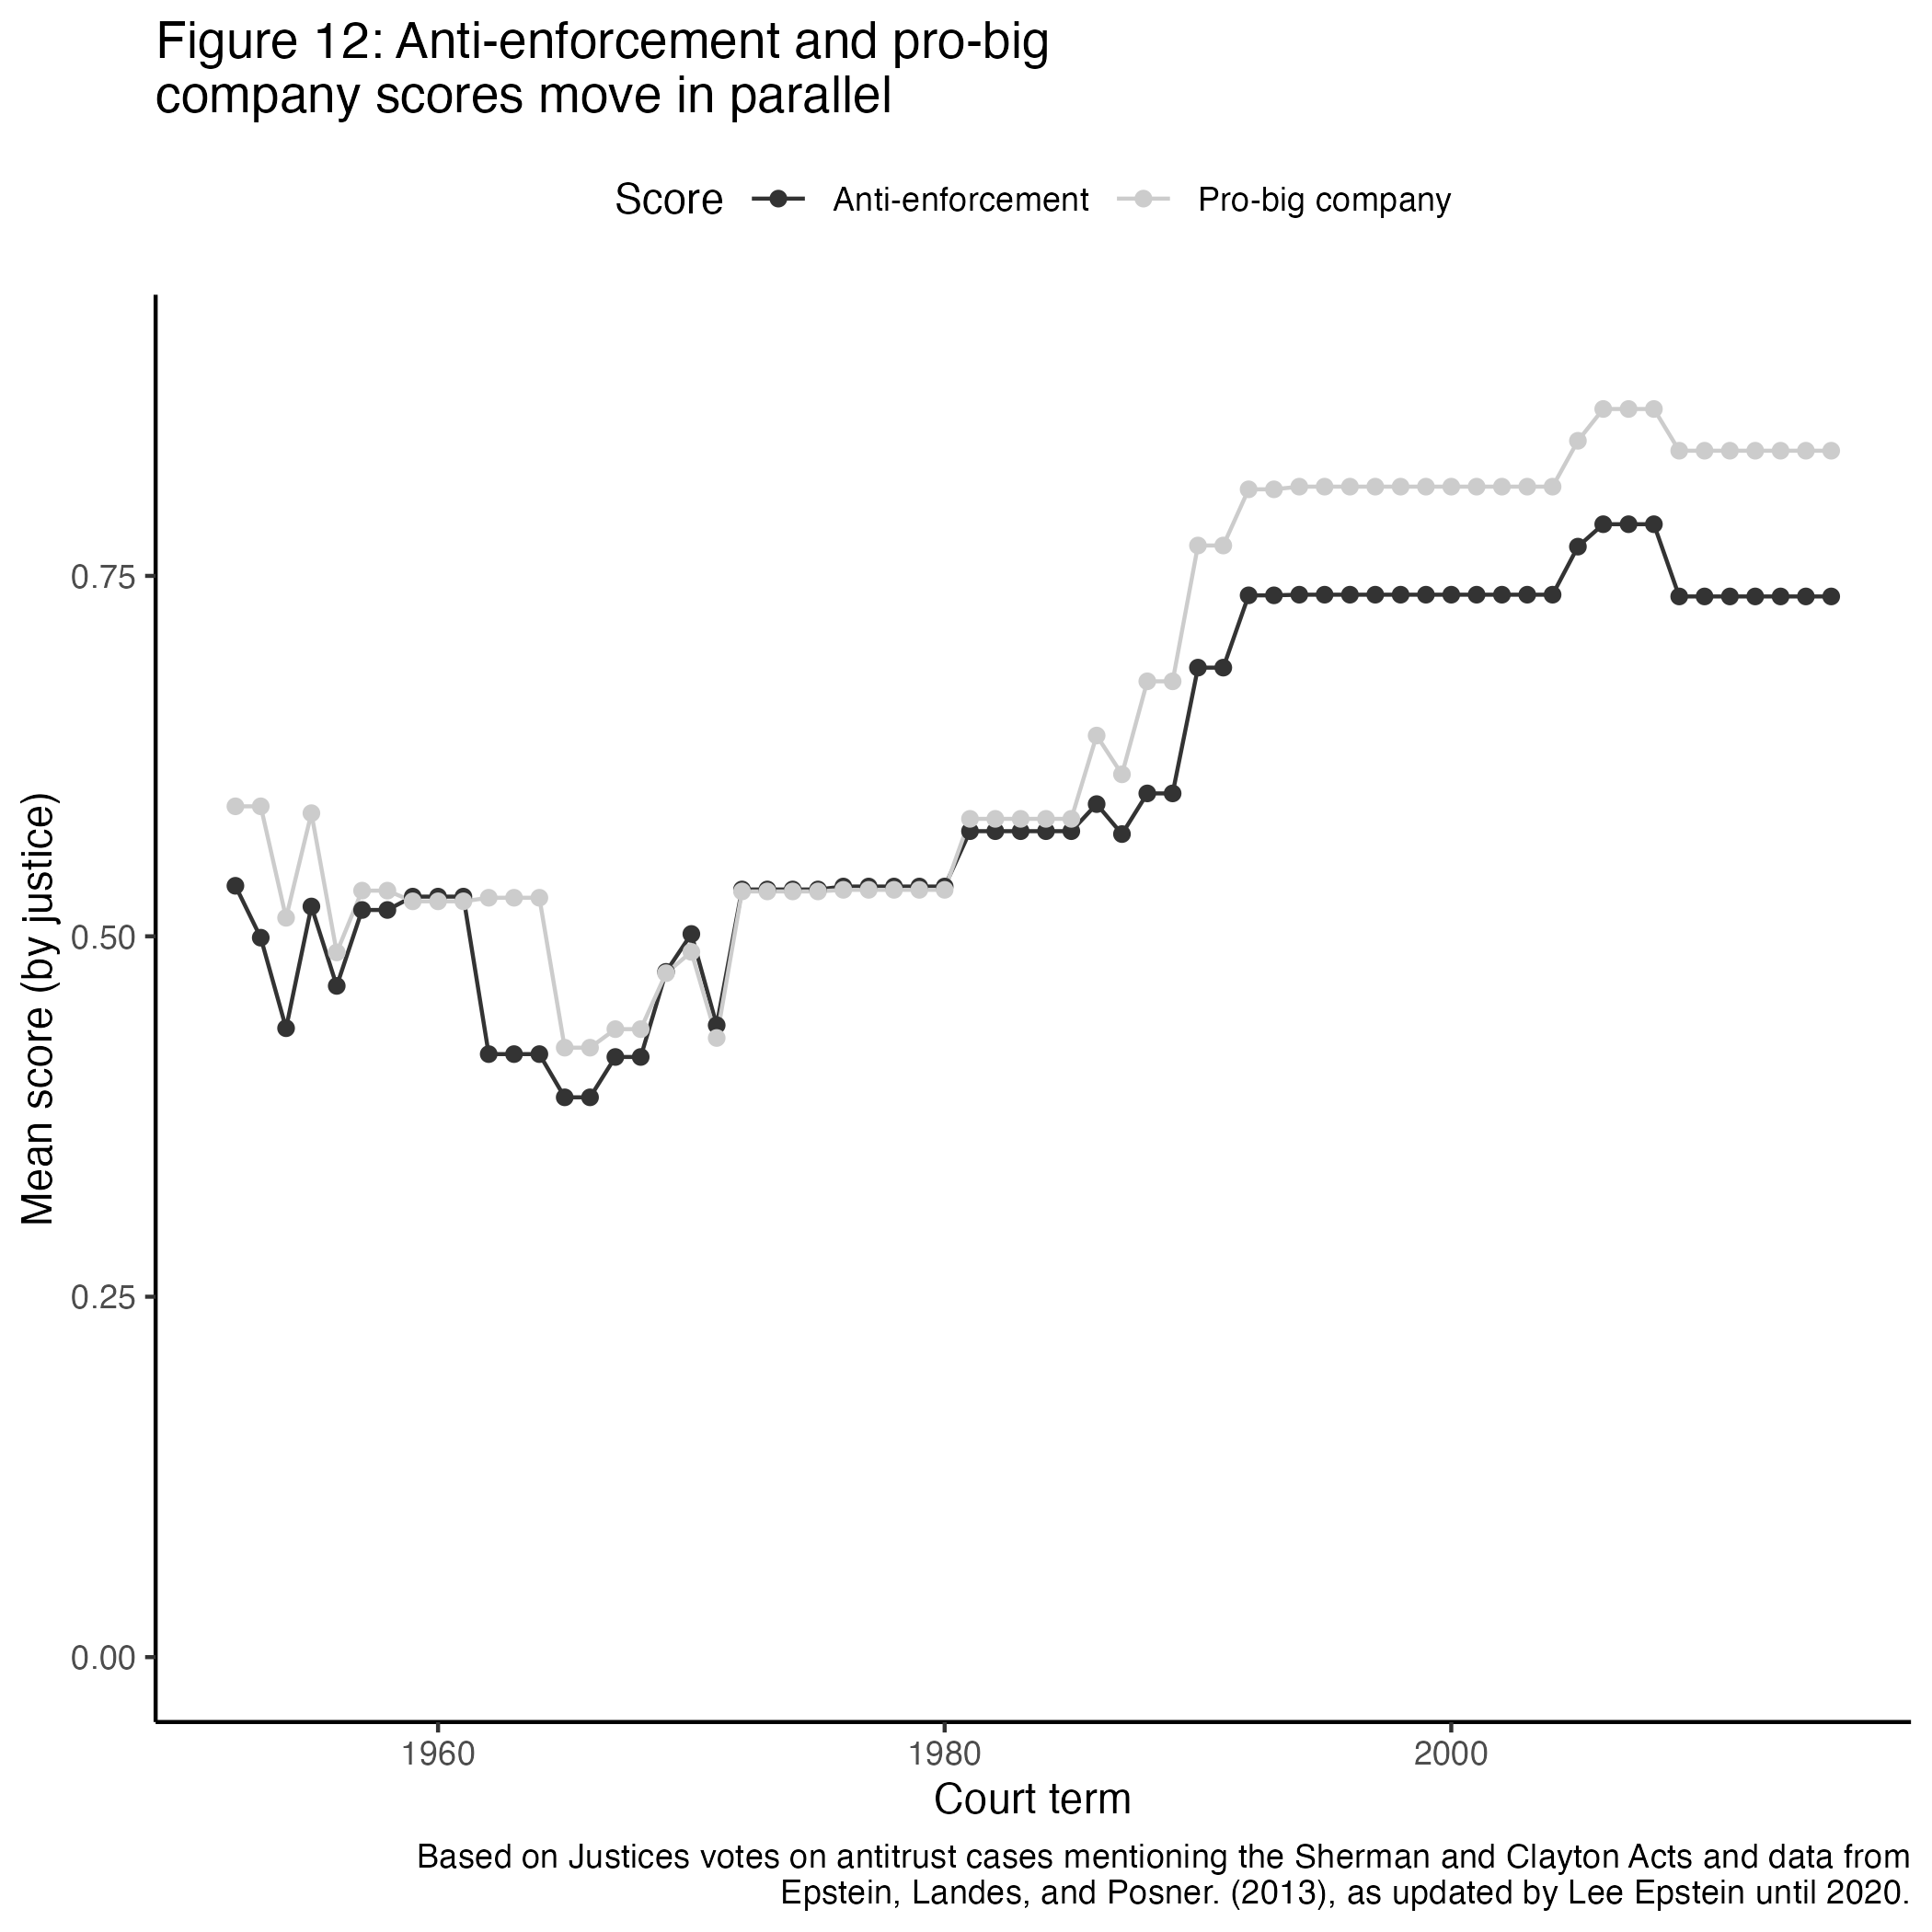 Figure 12: Anti-enforcement and pro-big
company scores move in parallel
Score Anti-enforcement Pro-big company
Mean score (by justice)
0.75
0.50
0.25
0.00
1960 1980 2000
Court term
Based on Justices votes on antitrust cases mentioning the Sherman and Clayton Acts and data from
Epstein, Landes, and Posner. (2013), as updated by Lee Epstein until 2020.